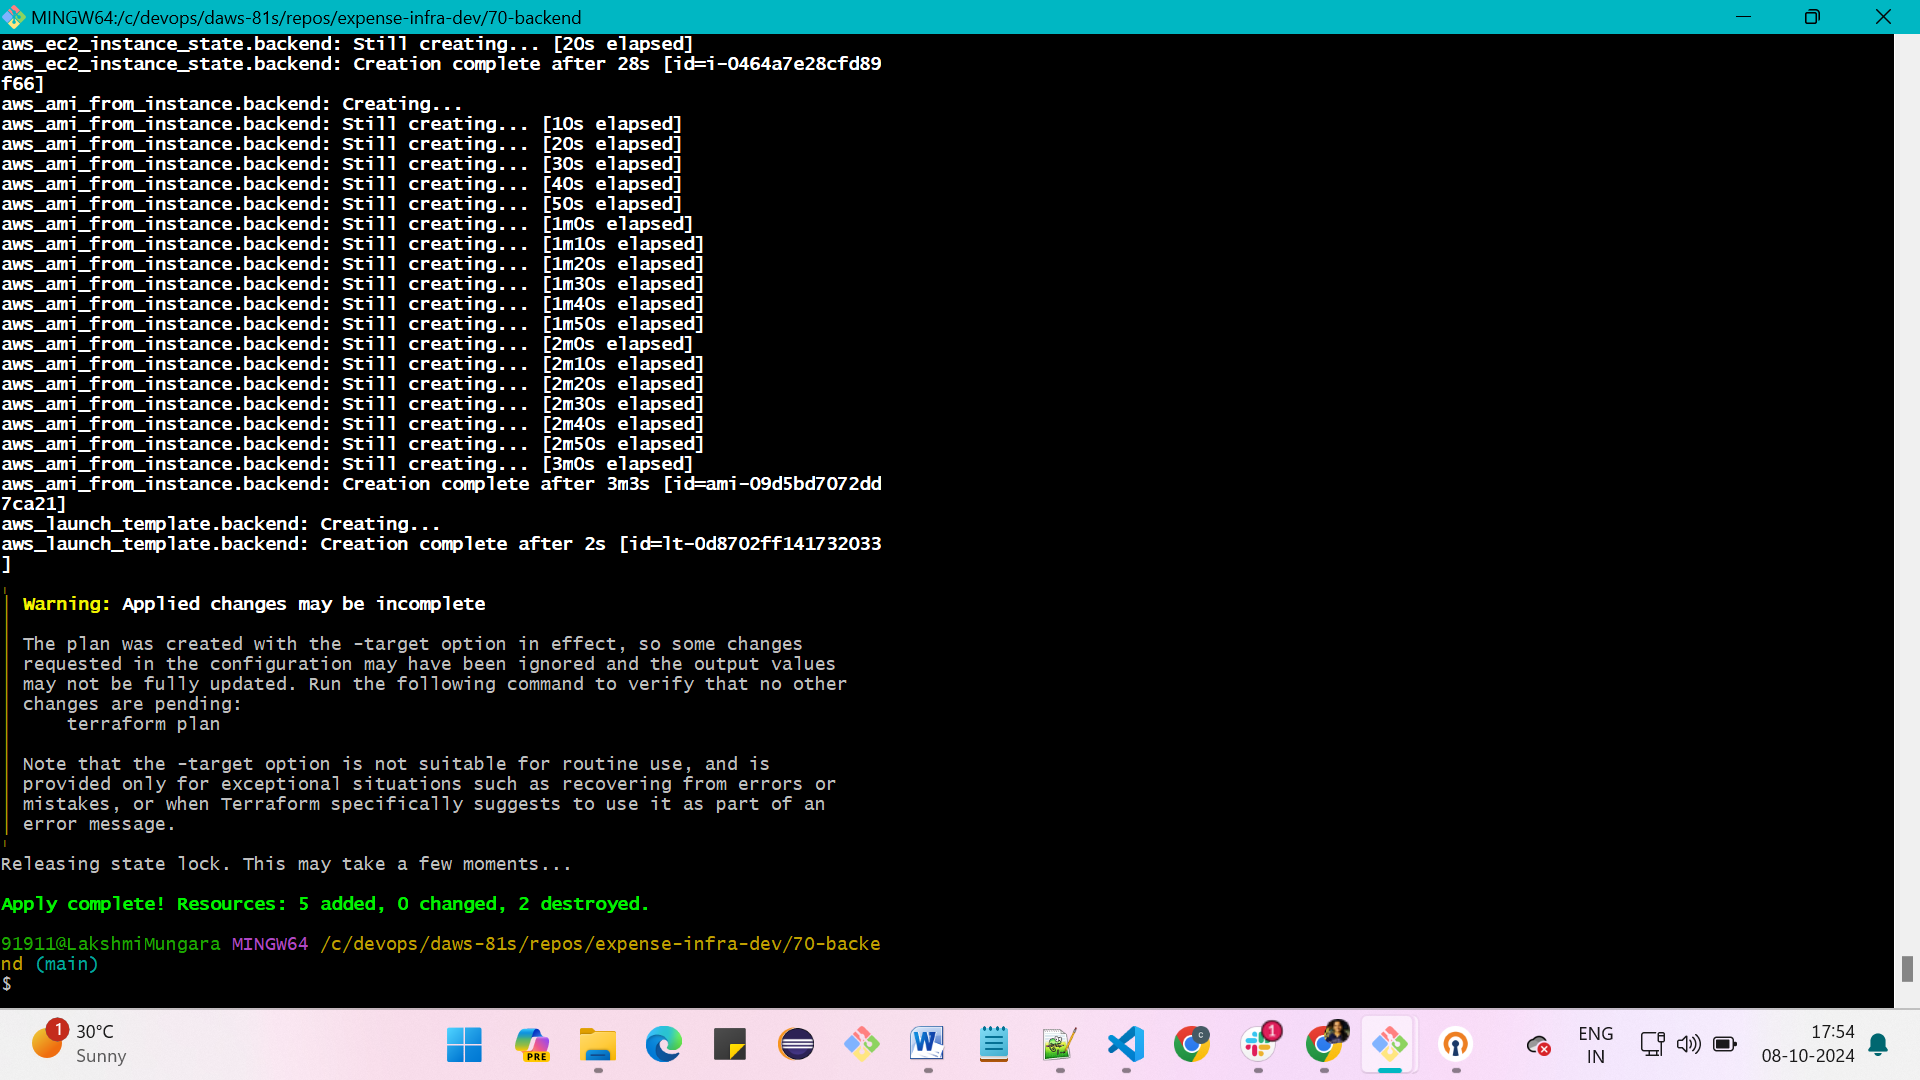 MINGW64:/c/devops/daws-81s/repos/expense-infra-dev/70-backend
aws_ec2_instance_state.backend: Still creating... [20s elapsed]
aws_ec2_instance_state.backend: Creation complete after 28s [id=i-0464a7e28cfd89
f66]
aws_ami_from_instance.backend: Creating...
aws_ami_from_instance.backend: Still creating... [10s elapsed]
aws_ami_from_instance.backend: Still creating... [20s elapsed]
aws_ami_from_instance.backend: Still creating... [30s elapsed]
aws_ami_from_instance.backend: Still creating... [40s elapsed]
aws_ami_from_instance.backend: Still creating... [50s elapsed]
aws_ami_from_instance.backend: Still creating... [1m0s elapsed]
aws_ami_from_instance.backend: Still creating... [1m10s elapsed]
aws_ami_from_instance.backend: Still creating... [1m20s elapsed]
aws_ami_from_instance.backend: Still creating... [1m30s elapsed]
aws_ami_from_instance.backend: Still creating... [1m40s elapsed]
aws_ami_from_instance.backend: Still creating... [1m50s elapsed]
aws_ami_from_instance.backend: Still creating... [2m0s elapsed]
aws_ami_from_instance.backend: Still creating... [2m10s elapsed]
aws_ami_from_instance.backend: Still creating... [2m20s elapsed]
aws_ami_from_instance.backend: Still creating... [2m30s elapsed]
aws_ami_from_instance.backend: Still creating... [2m40s elapsed]
aws_ami_from_instance.backend: Still creating... [2m50s elapsed]
aws_ami_from_instance.backend: Still creating... [3m0s elapsed]
aws_ami_from_instance.backend: Creation complete after 3m3s [id=ami-09d5bd7072dd
7ca21]
aws_launch_template.backend: Creating...
aws_launch_template.backend: Creation complete after 2s [id=lt-0d8702ff141732033
]
Warning: Applied changes may be incomplete
The plan was created with the -target option in effect, so some changes
requested in the configuration may have been ignored and the output values
may not be fully updated. Run the following command to verify that no other
changes are pending:
terraform plan
Note that the -target option is not suitable for routine use, and is
provided only for exceptional situations such as recovering from errors or
mistakes, or when Terraform specifically suggests to use it as part of an
error message.
Releasing state lock. This may take a few moments...
Apply complete! Resources: 5 added, 0 changed, 2 destroyed.
91911@LakshmiMungara MINGW64 /c/devops/daws-81s/repos/expense-infra-dev/70-backe
nd (main)
$
1
30°C
Sunny
PRE
W
C
1
ENG
IN
17:54
08-10-2024